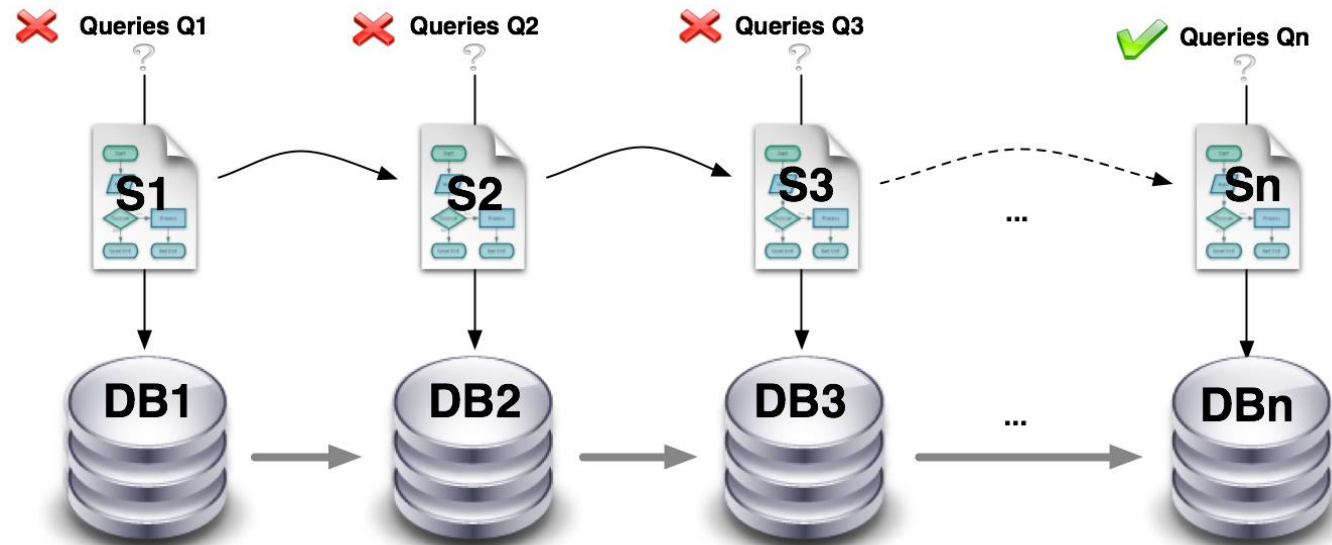 Queries Q1
Queries Q2
Queries Q3
Queries Qn
?
?
?
?
S1
S2
S3
Sn
...
DB1
DB2
DB3
DBn
...